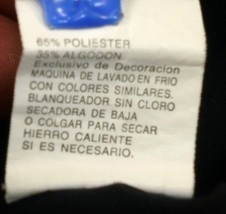 65% POLIESTER
35% ALGODON
Exclusivo de Decoracion
MAQUINA DE LAVADO EN FRIO
CON COLORES SIMILARES.
BLANQUEADOR SIN CLORO
SECADORA DE BAJA
O COLGAR PARA SECAR
HIERRO CALIENTE
SI ES NECESARIO,